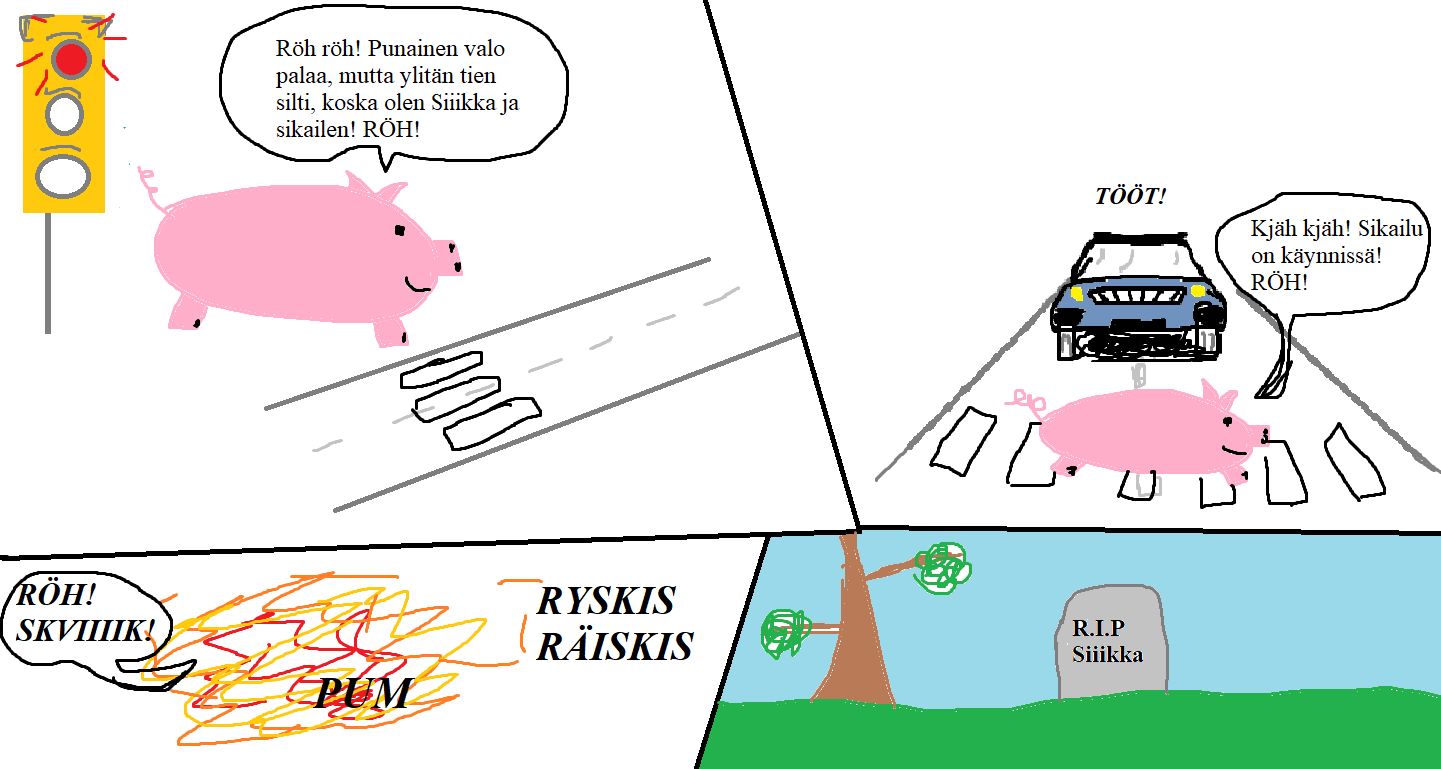 Röh röh! Punainen valo
palaa, mutta ylitän tien
silti, koska olen Siiikka ja
sikailen! RÖH!
TÖÖT!
Kjäh kjäh! Sikailu
on käynnissä!
RÖH!
RÖH!
SKVIIIIK!
PUM
RYSKIS
RÄISKIS
R.I.P
Siiikka